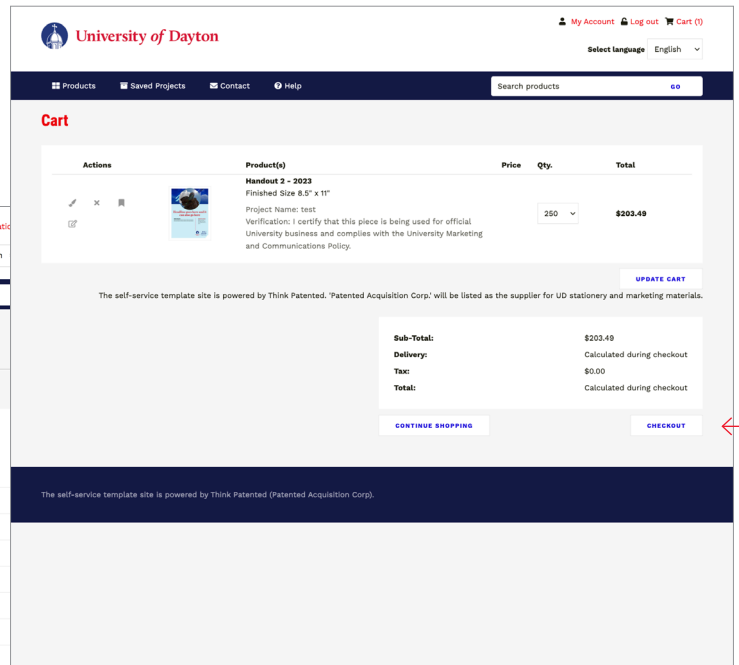 University of Dayton
My Account Log out Cart (1)
Select language English
Products Saved Projects Contact Help
Search products GO
Cart
Actions Product(s) Price Qty. Total
Handout 2 - 2023
Finished Size 8.5" x 11"
Project Name: test
Verification: I certify that this piece is being used for official
University business and complies with the University Marketing
and Communications Policy.
250 $203.49
UPDATE CART
The self-service template site is powered by Think Patented. 'Patented Acquisition Corp.' will be listed as the supplier for UD stationery and marketing materials.
Sub-Total: $203.49
Delivery: Calculated during checkout
Tax: $0.00
Total: Calculated during checkout
CONTINUE SHOPPING CHECKOUT
The self-service template site is powered by Think Patented (Patented Acquisition Corp).